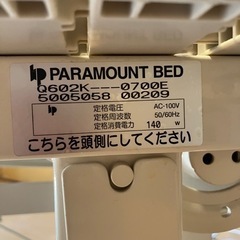 PARAMOUNT BED
Q602K---0700E
5005058 00209
定格電圧 AC-100V
定格周波数 50/60Hz
定格消費電力 140 W
こちらを頭側にしてください